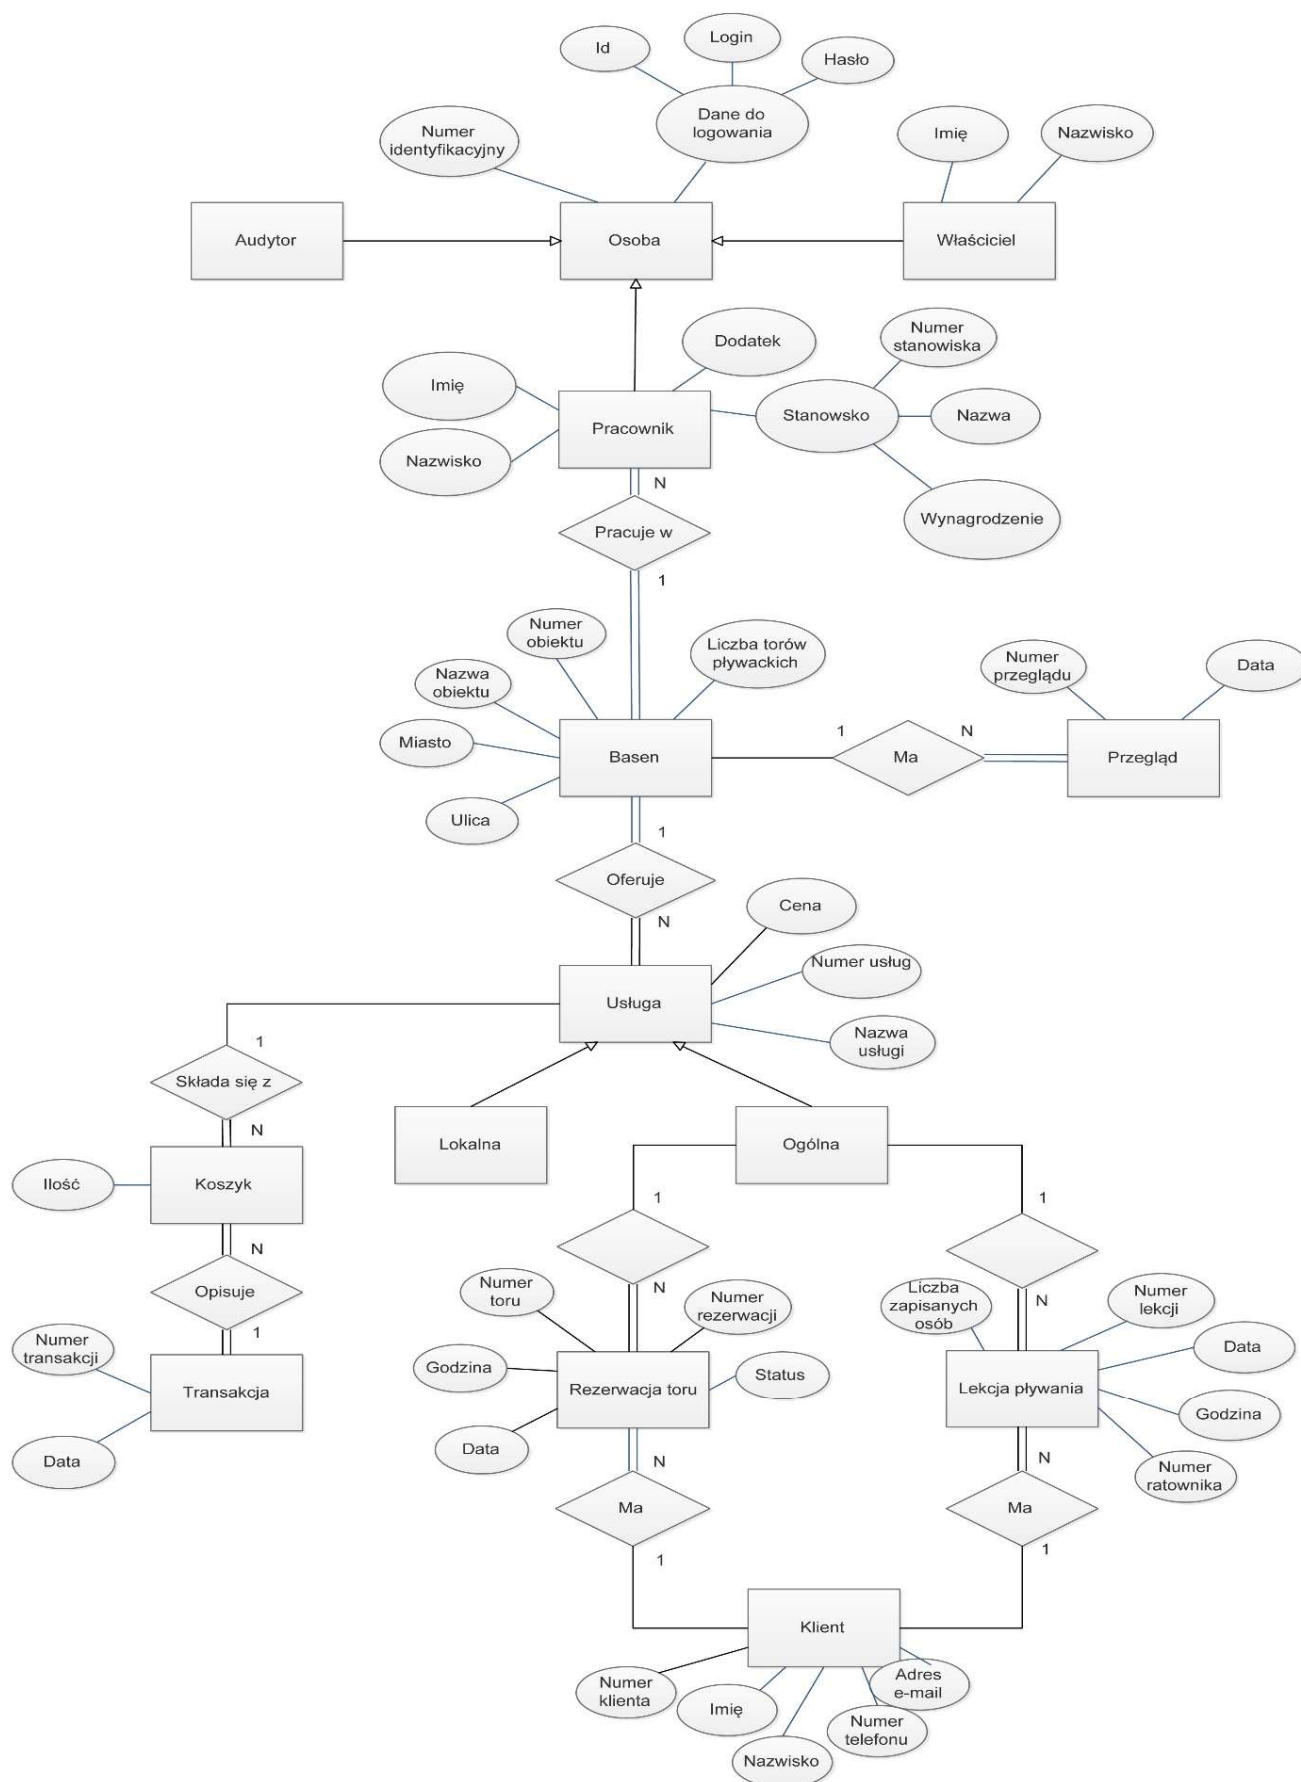 Id
Login
Hasło
Dane do
logowania
Numer
identyfikacyjny
Imię
Nazwisko
Audytor
Osoba
Właściciel
Dodatek
Numer
stanowiska
Imię
Nazwisko
Pracownik
Stanowsko
Nazwa
Wynagrodzenie
N
Pracuje w
1
Numer
obiektu
Liczba torów
pływackich
Nazwa
obiektu
Miasto
Ulica
Basen
1
Ma
N
Numer
przeglądu
Data
Przegląd
1
Oferuje
N
Cena
Numer usług
Nazwa
usługi
Usługa
1
Składa się z
N
Lokalna
Ogólna
Ilość
Koszyk
N
Opisuje
1
Numer
transakcji
Data
Transakcja
1
N
1
N
Numer
toru
Numer
rezerwacji
Godzina
Status
Data
Rezerwacja toru
Liczba
zapisanych
osób
Numer
lekcji
Data
Godzina
Numer
ratownika
Lekcja pływania
N
Ma
1
N
Ma
1
Klient
Numer
klienta
Imię
Nazwisko
Numer
telefonu
Adres
e-mail